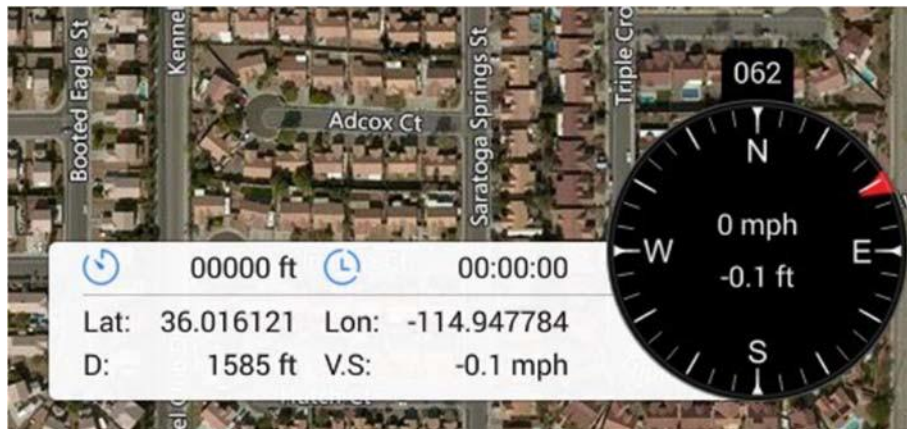 Booted Eagle St
Kennel
Adcox Ct
Saratoga Springs St
Triple Cro
062
N
W
E
S
0 mph
-0.1 ft
00000 ft 00:00:00
Lat: 36.016121 Lon: -114.947784
D: 1585 ft V.S: -0.1 mph